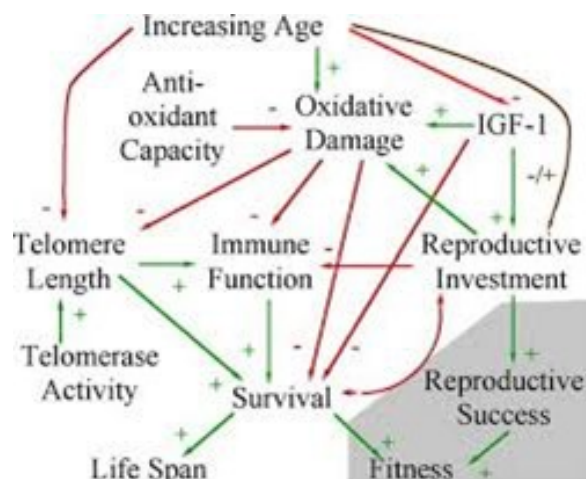 Increasing Age
+
-
Anti-
oxidant
Capacity
-
Oxidative
Damage
+
IGF-1
+
-/+
-
-
-
+
Telomere
Length
+
Immune
Function
-
Reproductive
Investment
+
Telomerase
Activity
+
+
-
-
+
Survival
Reproductive
Success
+
+
+
Life Span
Fitness